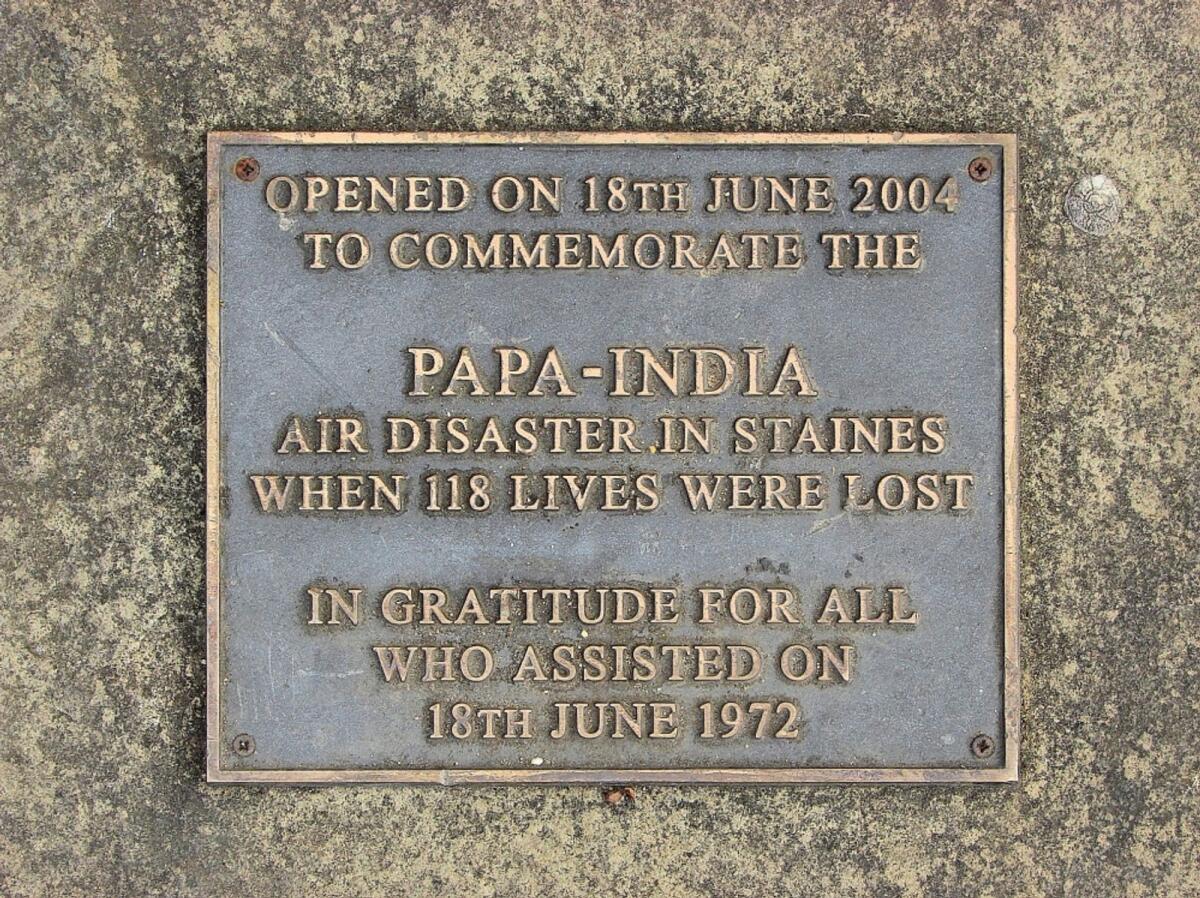 OPENED ON 18TH JUNE 2004
TO COMMEMORATE THE
PAPA-INDIA
AIR DISASTER IN STAINES
WHEN 118 LIVES WERE LOST
IN GRATITUDE FOR ALL
WHO ASSISTED ON
18TH JUNE 1972